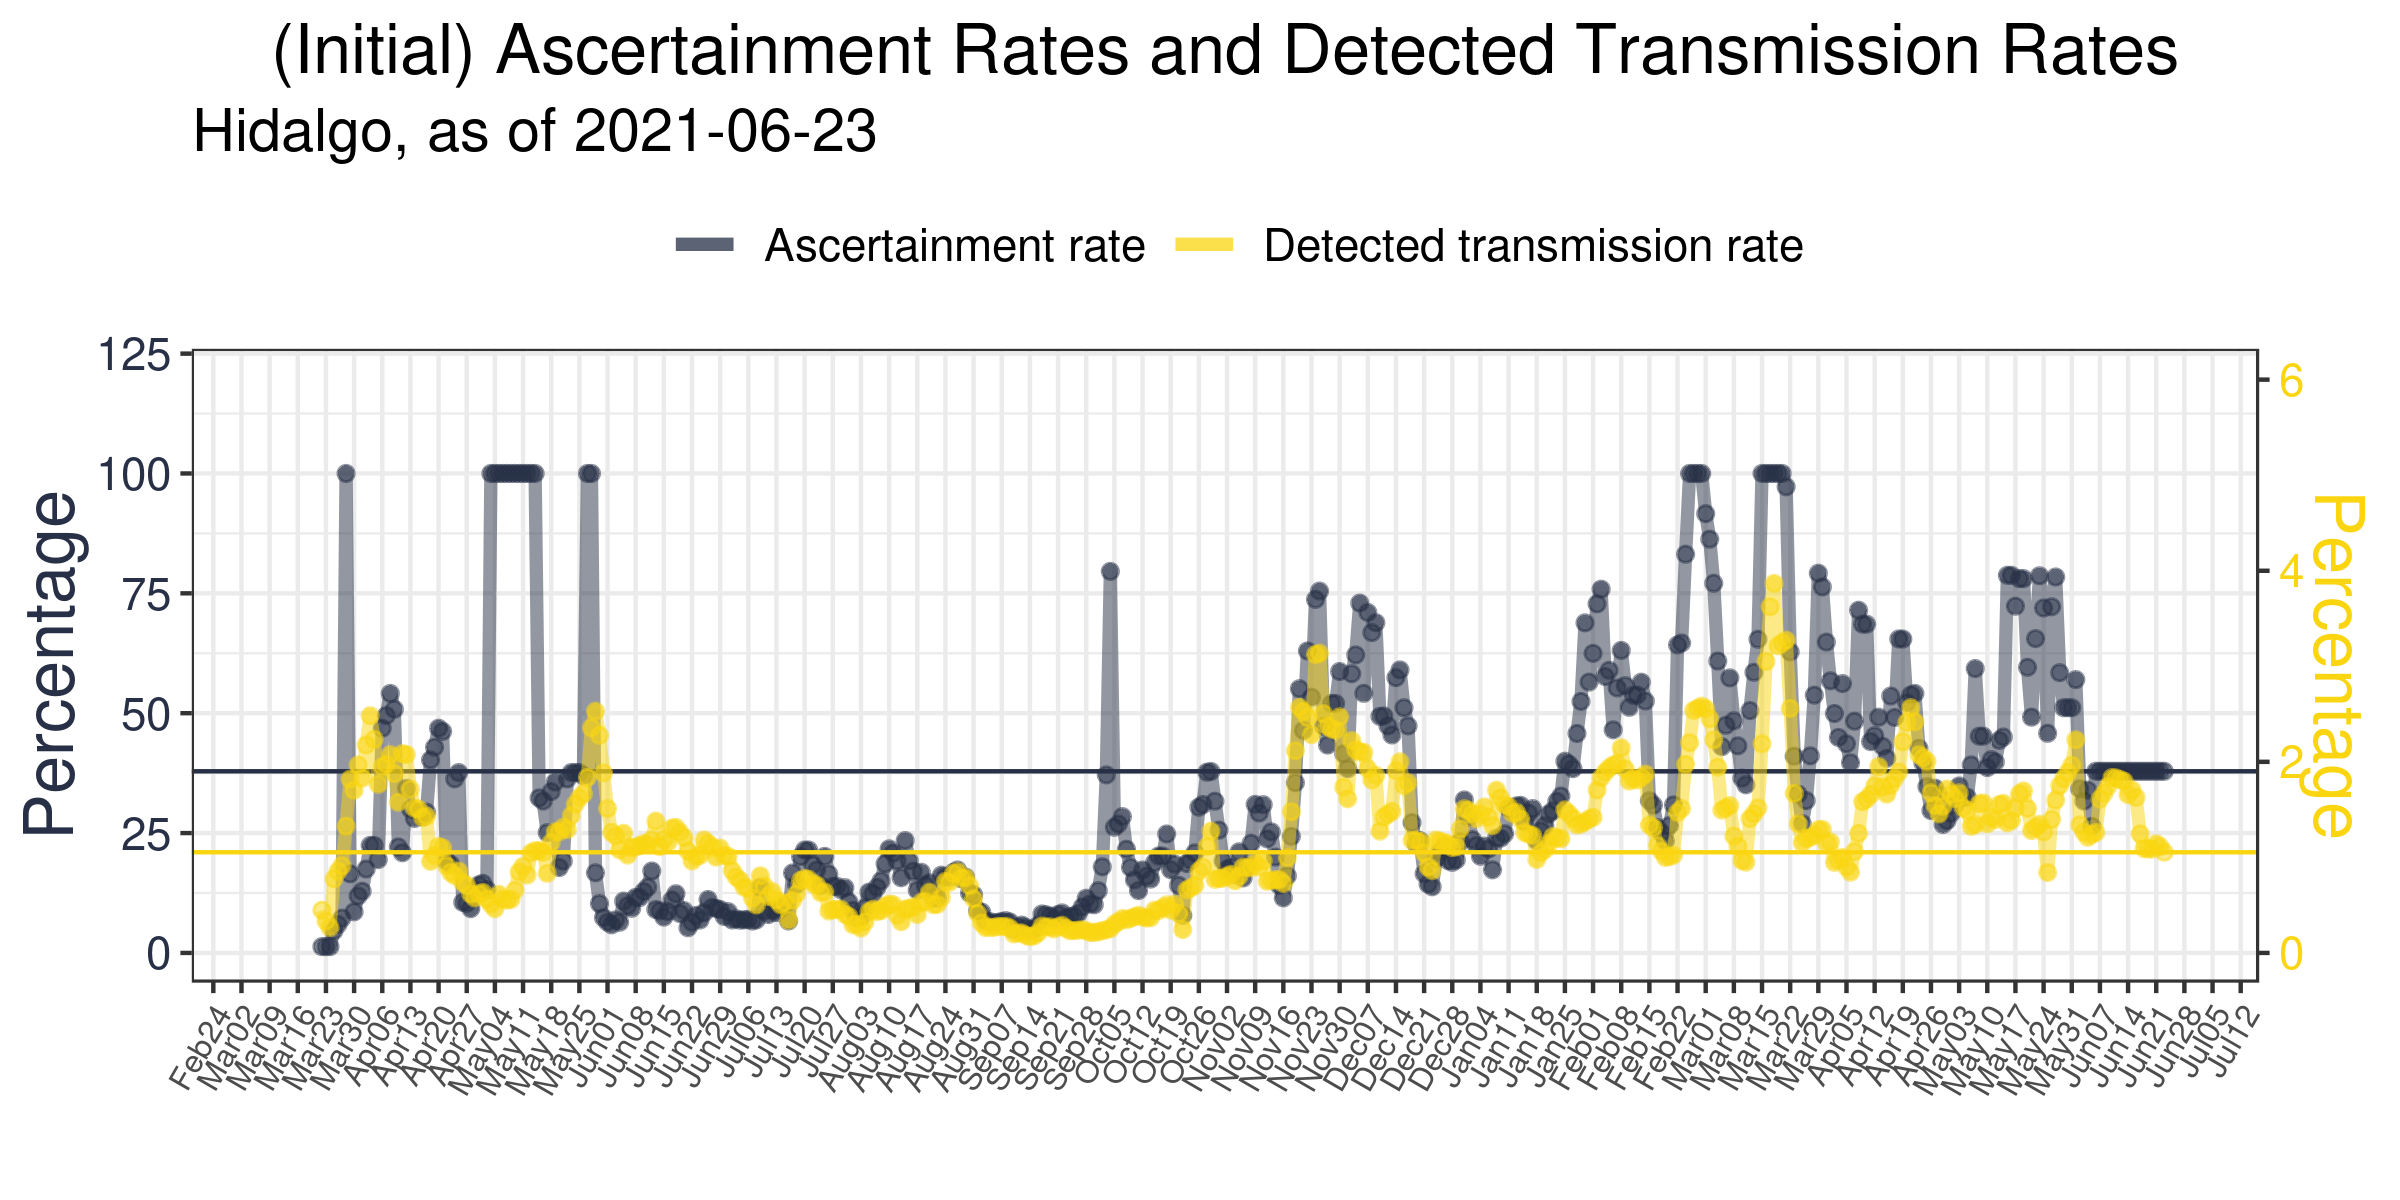 (Initial) Ascertainment Rates and Detected Transmission Rates
Hidalgo, as of 2021-06-23
Ascertainment rate
Detected transmission rate
Percentage
125
100
75
50
25
0
6
4
2
0
Percentage
Feb24
Mar02
Mar09
Mar16
Mar23
Mar30
Apr06
Apr13
Apr20
Apr27
May04
May11
May18
May25
Jun01
Jun08
Jun15
Jun22
Jun29
Jul06
Jul13
Jul20
Jul27
Aug03
Aug10
Aug17
Aug24
Aug31
Sep07
Sep14
Sep21
Sep28
Oct05
Oct12
Oct19
Oct26
Nov02
Nov09
Nov16
Nov23
Nov30
Dec07
Dec14
Dec21
Dec28
Jan04
Jan11
Jan18
Jan25
Feb01
Feb08
Feb15
Feb22
Mar01
Mar08
Mar15
Mar22
Mar29
Apr05
Apr12
Apr19
Apr26
May03
May10
May17
May24
May31
Jun07
Jun14
Jun21
Jun28
Jul05
Jul12